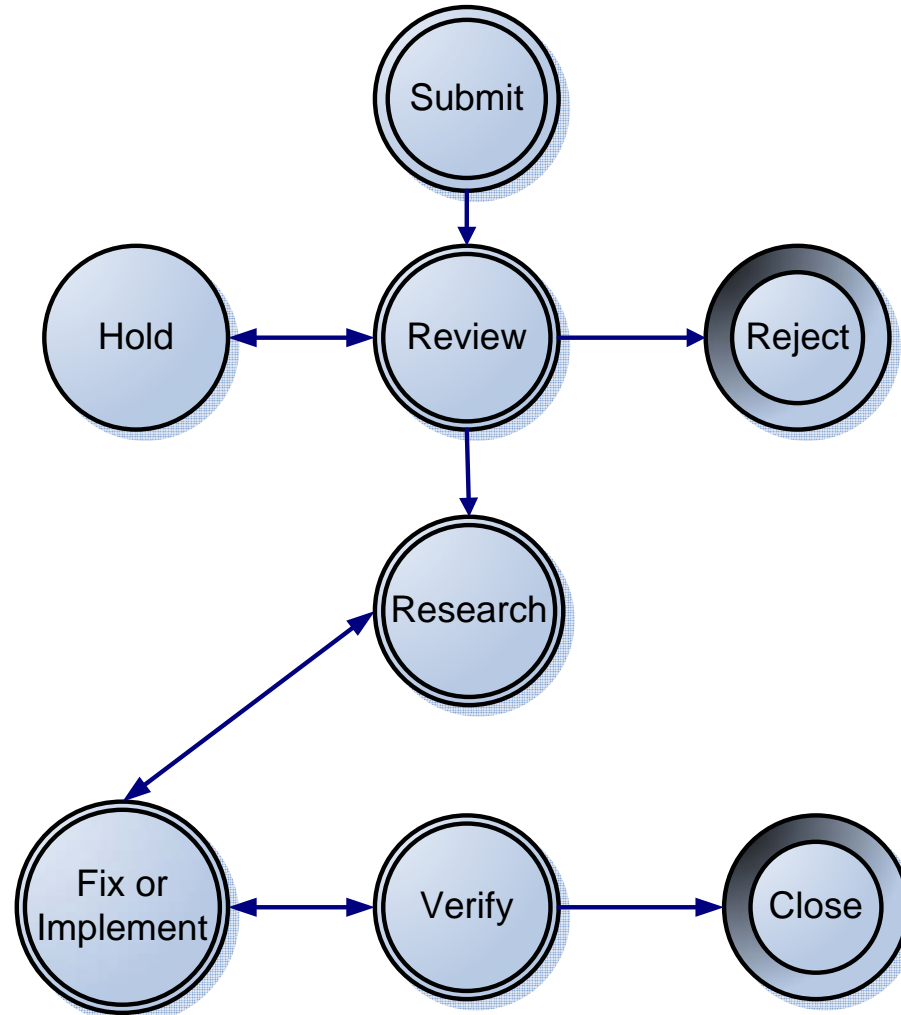 Submit
Hold
Review
Reject
Research
Fix or
Implement
Verify
Close